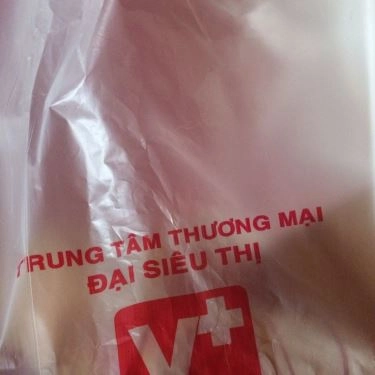 TRUNG TÂM THƯƠNG MẠI
ĐẠI SIÊU THỊ
V+